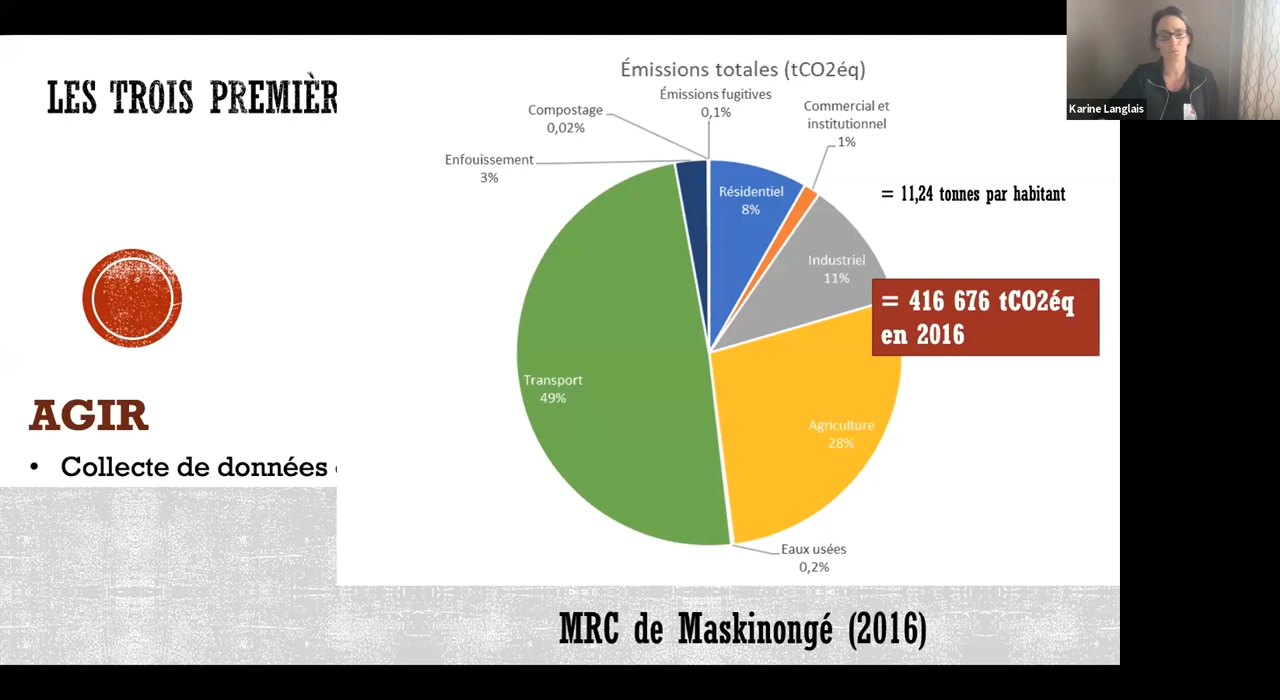 LES TROIS PREMIÈR
Émissions totales (tCO2éq)
Émissions fugitives
0,1%
Compostage
0,02%
Commercial et
institutionnel
1%
Enfouissement
3%
Résidentiel
8%
= 11,24 tonnes par habitant
Industriel
11%
= 416 676 tCO2éq
en 2016
Transport
49%
Agriculture
28%
Eaux usées
0,2%
AGIR
• Collecte de données
MRC de Maskinongé (2016)
Karine Langlais